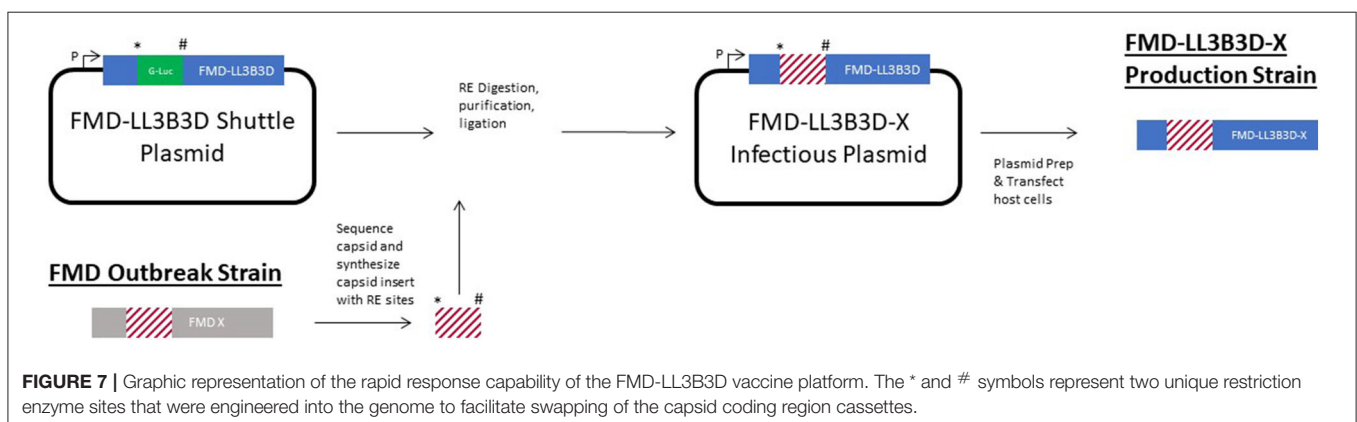 P
*
#
G-Luc
FMD-LL3B3D
FMD-LL3B3D Shuttle
Plasmid
RE Digestion,
purification,
ligation
P
*
#
FMD-LL3B3D
FMD-LL3B3D-X
Infectious Plasmid
Plasmid Prep
& Transfect
host cells
FMD-LL3B3D-X
Production Strain
FMD-LL3B3D-X
FMD Outbreak Strain
FMD X
Sequence
capsid and
synthesize
capsid insert
with RE sites
*
#
FIGURE 7 | Graphic representation of the rapid response capability of the FMD-LL3B3D vaccine platform. The * and # symbols represent two unique restriction
enzyme sites that were engineered into the genome to facilitate swapping of the capsid coding region cassettes.